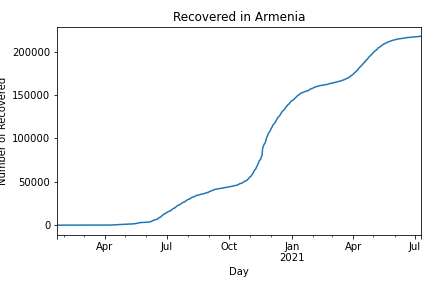 Recovered in Armenia
Number of Recovered
200000
150000
100000
50000
0
Apr
Jul
Oct
Jan
2021
Apr
Jul
Day